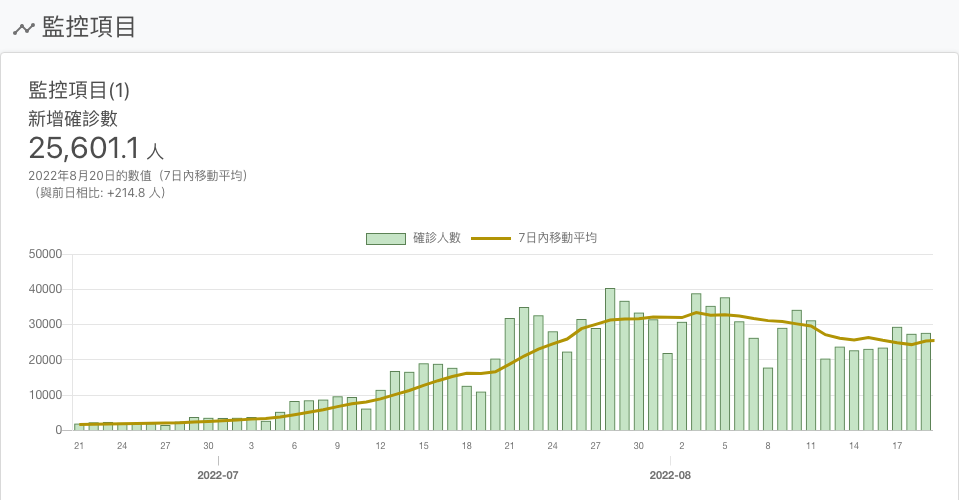 監控項目
監控項目(1)
新增確診數
25,601.1 人
2022年8月20日的數值（7日內移動平均）
（與前日相比: +214.8 人）
確診人數 7日內移動平均
50000
40000
30000
20000
10000
0
21 24 27 30 3 6 9 12 15 18 21 24 27 30 2 5 8 11 14 17
2022-07 2022-08